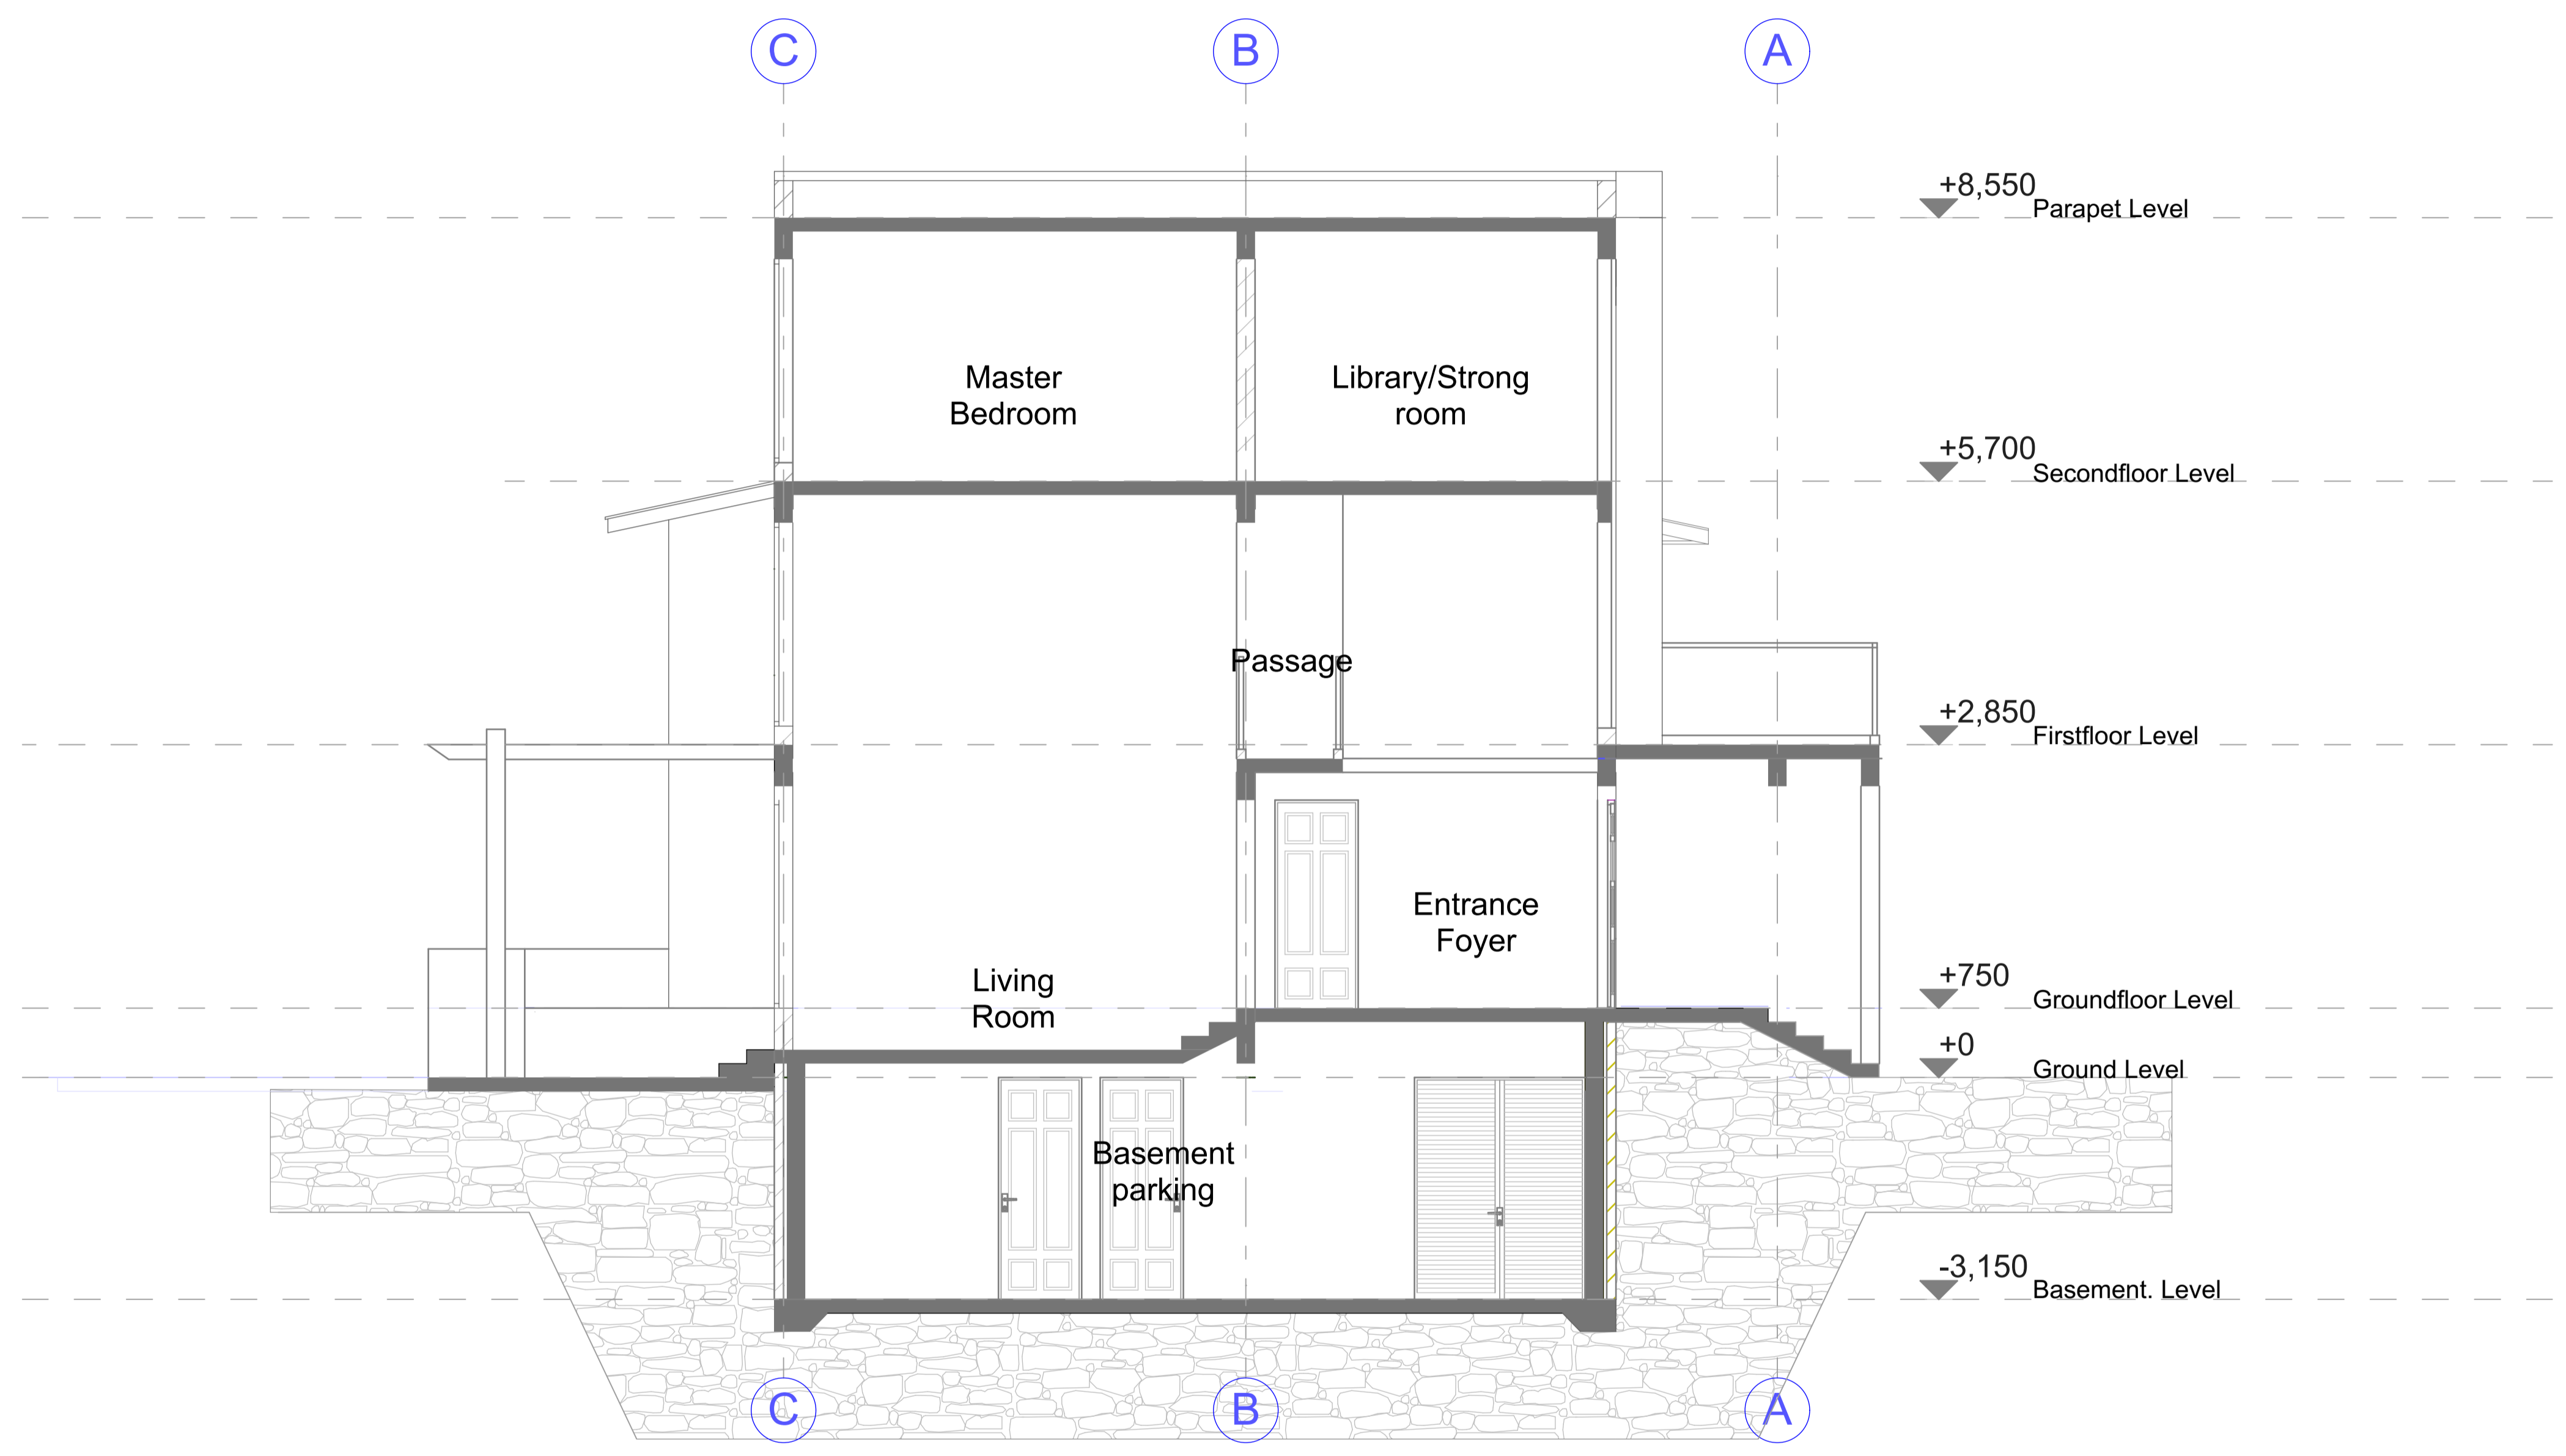 C
B
A
+8,550
Parapet Level
Master
Bedroom
Library/Strong
room
+5,700
Secondfloor Level
Passage
+2,850
Firstfloor Level
Entrance
Foyer
Living
Room
+750
Groundfloor Level
+0
Ground Level
Basement
parking
-3,150
Basement. Level
C
B
A